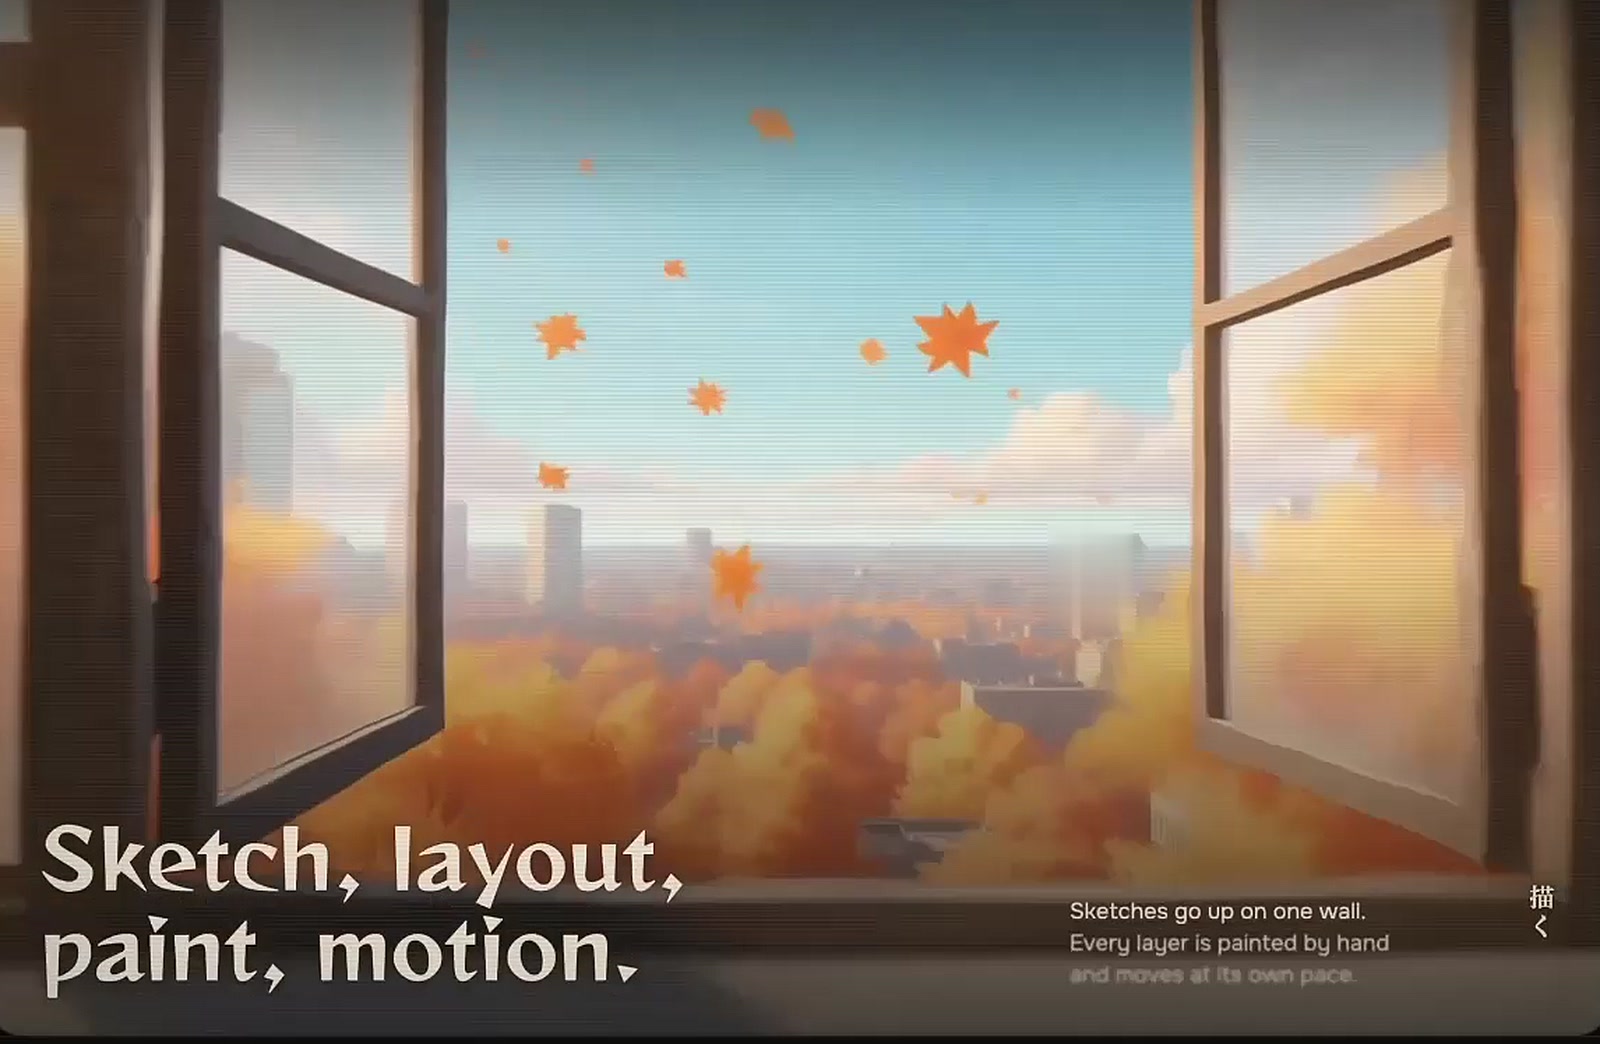 Sketch, layout,
paint, motion.
Sketches go up on one wall.
Every layer is painted by hand
and moves at its own pace.
描く